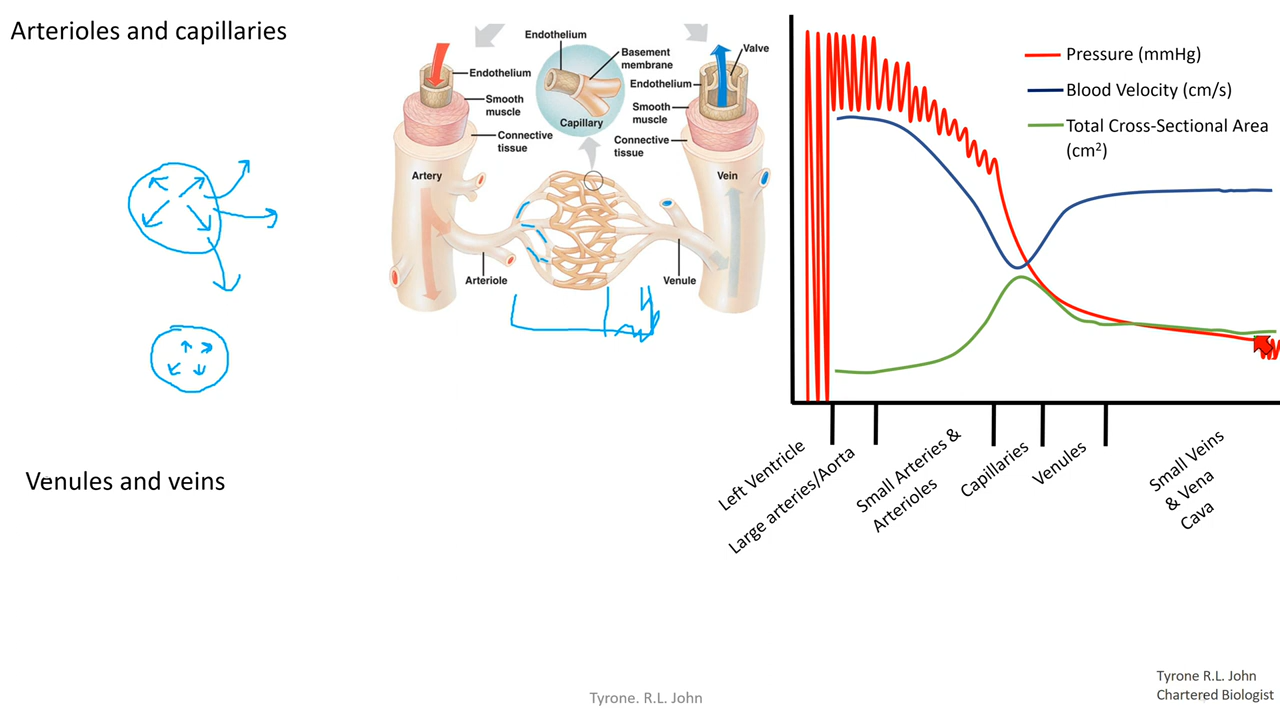 Arterioles and capillaries
Endothelium
Basement
membrane
Capillary
Endothelium
Smooth
muscle
Connective
tissue
Artery
Arteriole
Valve
Endothelium
Smooth
muscle
Connective
tissue
Vein
Venule
Pressure (mmHg)
Blood Velocity (cm/s)
Total Cross-Sectional Area
(cm²)
Left Ventricle
Large arteries/Aorta
Small Arteries &
Arterioles
Capillaries
Venules
Small Veins
& Vena
Cava
Venules and veins
Tyrone. R.L. John
Tyrone R.L. John
Chartered Biologist